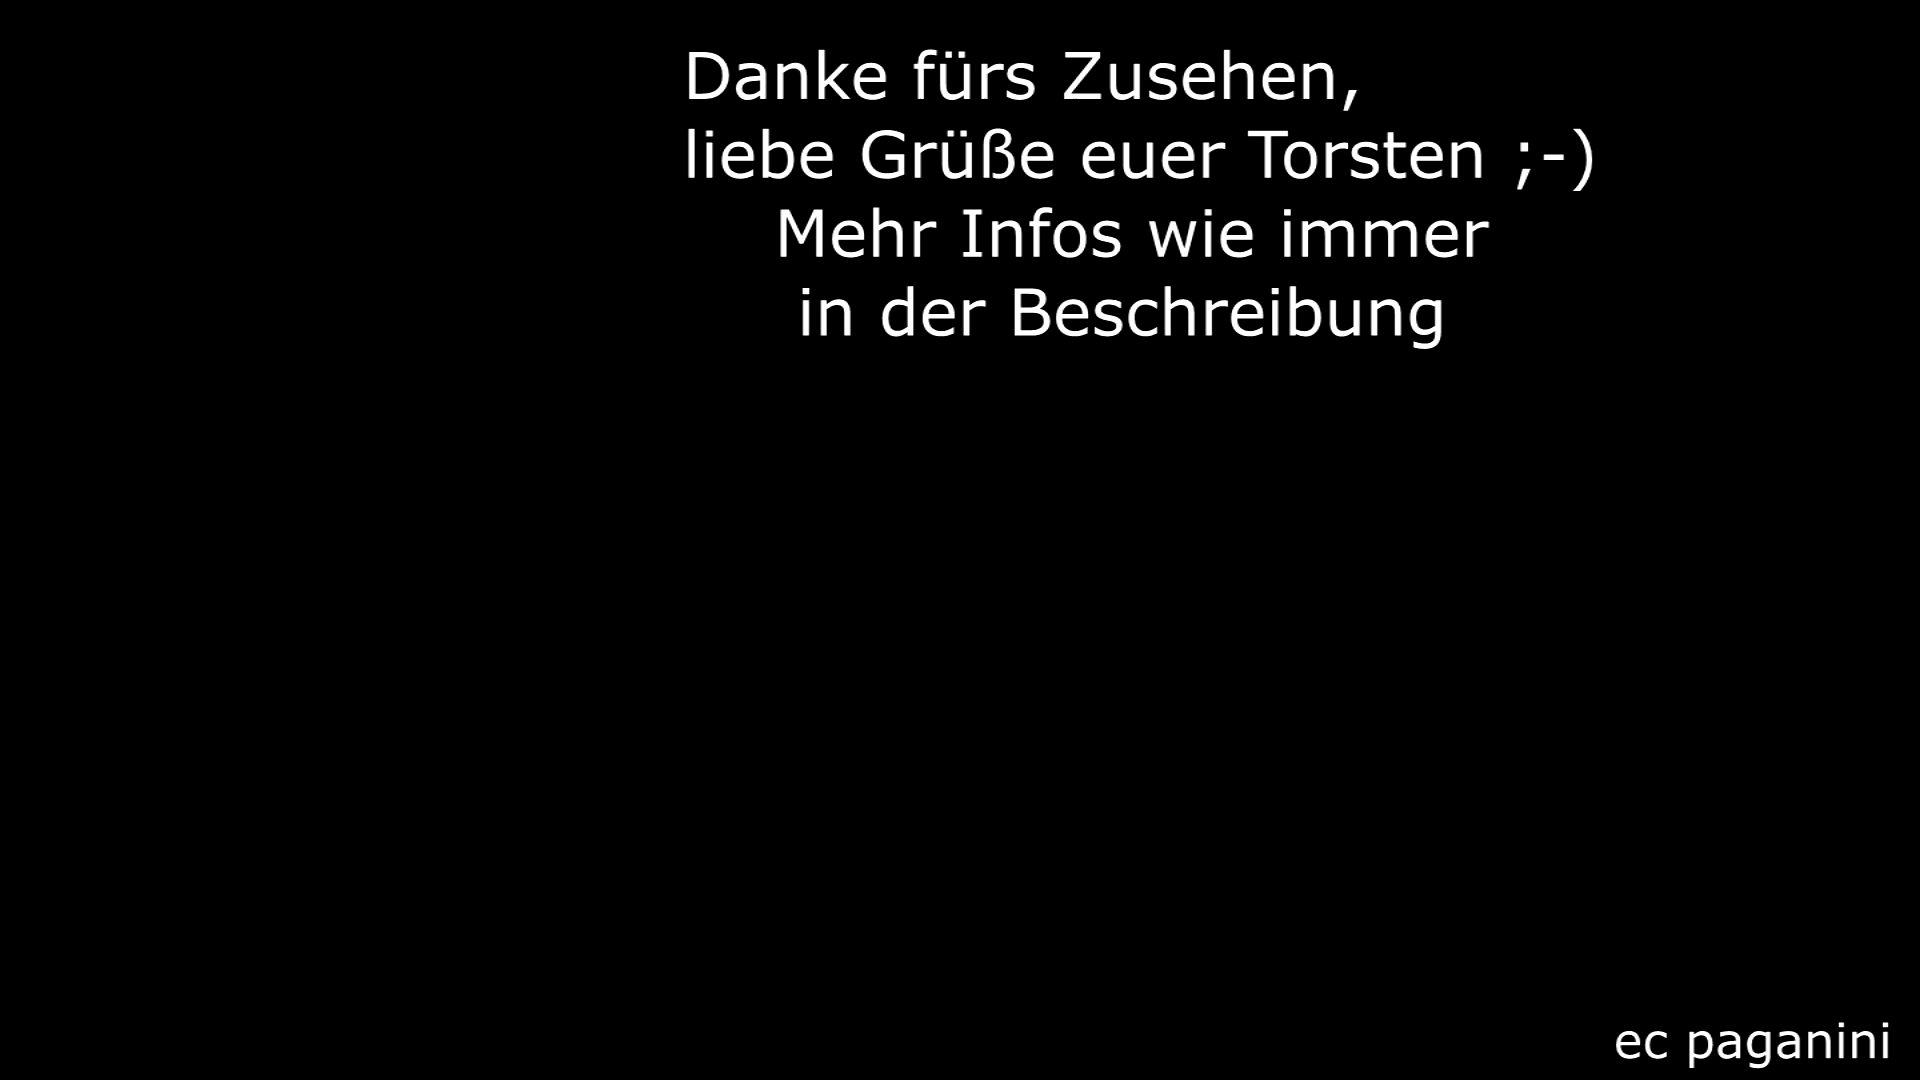 Danke fürs Zusehen,
liebe Grüße euer Torsten ;-)
Mehr Infos wie immer
in der Beschreibung
ec paganini